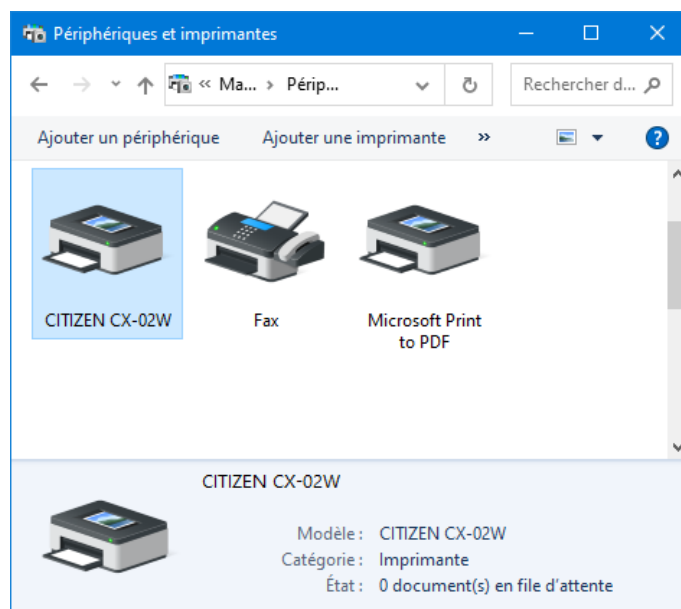 Périphériques et imprimantes
« Ma... › Périp...
Rechercher d...
Ajouter un périphérique Ajouter une imprimante »
CITIZEN CX-02W
Fax
Microsoft Print
to PDF
CITIZEN CX-02W
Modèle : CITIZEN CX-02W
Catégorie : Imprimante
État : 0 document(s) en file d'attente